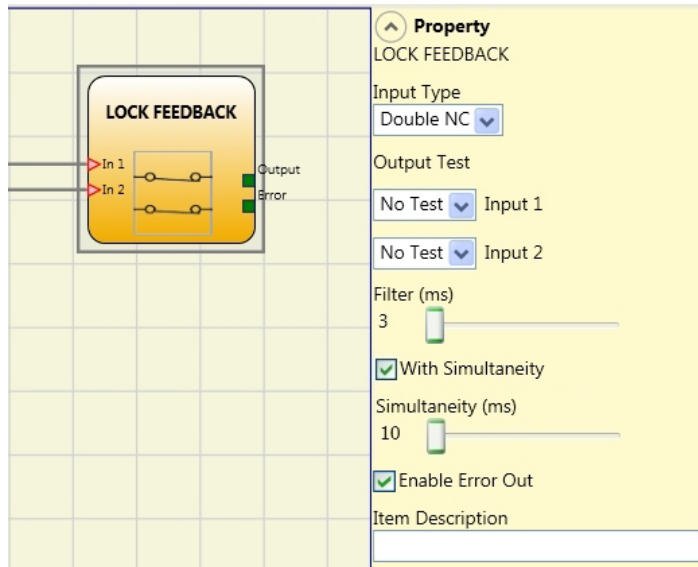 LOCK FEEDBACK
In 1
In 2
Output
Error
Property
LOCK FEEDBACK
Input Type
Double NC
Output Test
No Test Input 1
No Test Input 2
Filter (ms)
3
With Simultaneity
Simultaneity (ms)
10
Enable Error Out
Item Description